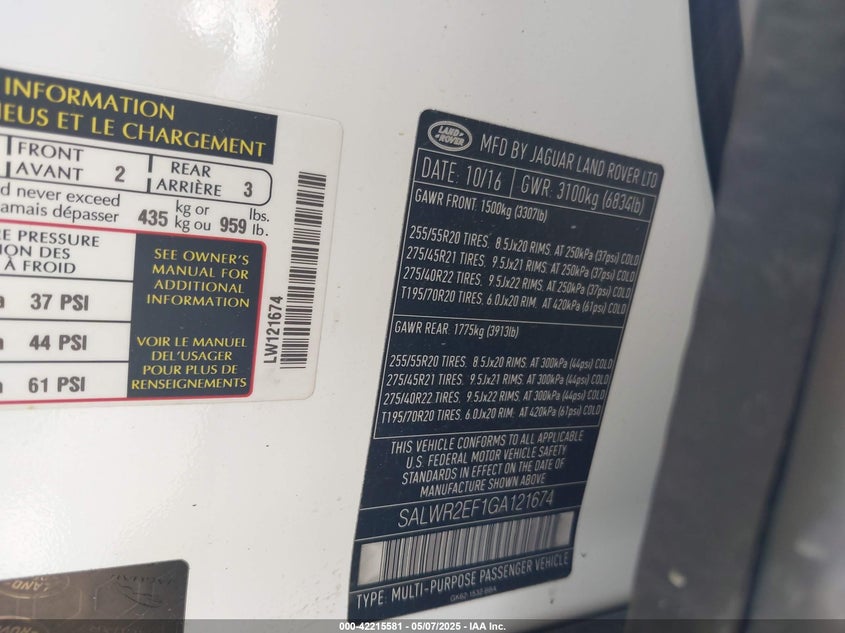 INFORMATION
NEUS ET LE CHARGEMENT
FRONT
AVANT 2
REAR
ARRIÈRE 3
d never exceed
amais dépasser
435 kg or
kg ou 959 lbs.
lb.
E PRESSURE
ION DES
À FROID
37 PSI
44 PSI
61 PSI
SEE OWNER'S
MANUAL FOR
ADDITIONAL
INFORMATION
VOIR LE MANUEL
DEL'USAGER
POUR PLUS DE
RENSEIGNEMENTS
LW121674
LAND
ROVER
MFD BY JAGUAR LAND ROVER LTD
DATE: 10/16 GWR: 3100kg (6834lb)
GAWR FRONT: 1500kg (3307lb)
255/55R20 TIRES. 8.5Jx20 RIMS. AT 250kPa (37psi) COLD
275/45R21 TIRES. 9.5Jx21 RIMS. AT 250kPa (37psi) COLD
275/40R22 TIRES. 9.5Jx22 RIMS. AT 250kPa (37psi) COLD
T195/70R20 TIRES. 6.0Jx20 RIM. AT 420kPa (61psi) COLD
GAWR REAR: 1775kg (3913lb)
255/55R20 TIRES. 8.5Jx20 RIMS. AT 300kPa (44psi) COLD
275/45R21 TIRES. 9.5Jx21 RIMS. AT 300kPa (44psi) COLD
275/40R22 TIRES. 9.5Jx22 RIMS. AT 300kPa (44psi) COLD
T195/70R20 TIRES. 6.0Jx20 RIM. AT 420kPa (61psi) COLD
THIS VEHICLE CONFORMS TO ALL APPLICABLE
U.S. FEDERAL MOTOR VEHICLE SAFETY
STANDARDS IN EFFECT ON THE DATE OF
MANUFACTURE SHOWN ABOVE
SALWR2EF1GA121674
TYPE: MULTI-PURPOSE PASSENGER VEHICLE
LAND
JAGUAR
000-42215581 - 05/07/2025 - IAA Inc.